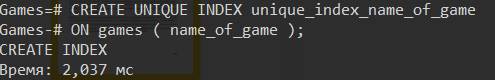 Games=# CREATE UNIQUE INDEX unique_index_name_of_game
Games-# ON games ( name_of_game );
CREATE INDEX
Время: 2,037 мс